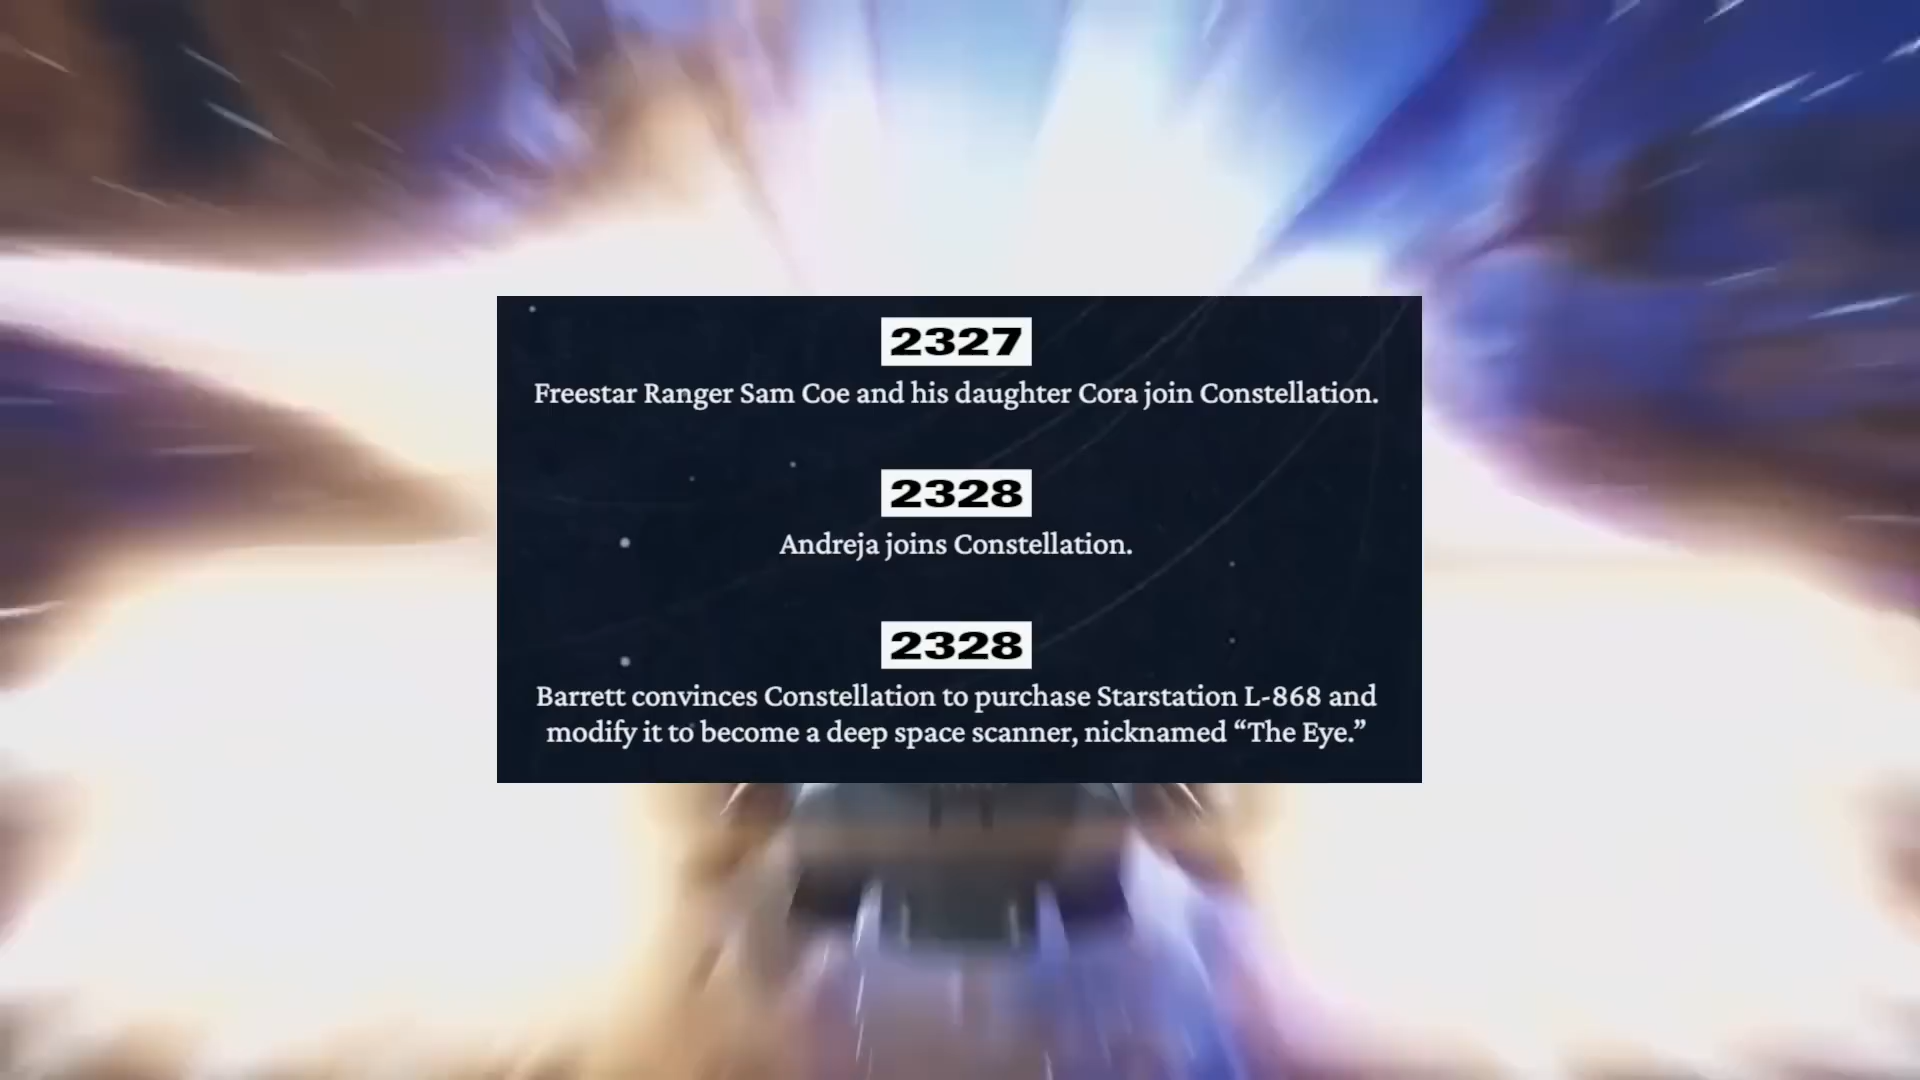 2327
Freestar Ranger Sam Coe and his daughter Cora join Constellation.
2328
Andreja joins Constellation.
2328
Barrett convinces Constellation to purchase Starstation L-868 and
modify it to become a deep space scanner, nicknamed “The Eye.”